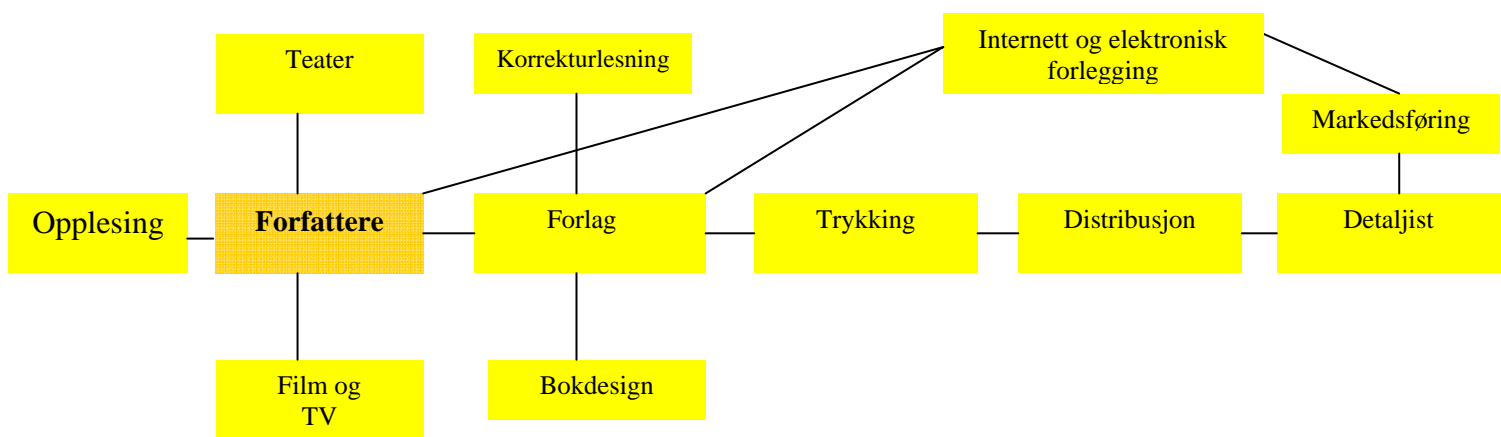 Teater
Korrekturlesning
Internett og elektronisk
forlegging
Markedsføring
Opplesing
Forfattere
Forlag
Trykking
Distribusjon
Detaljist
Film og
TV
Bokdesign